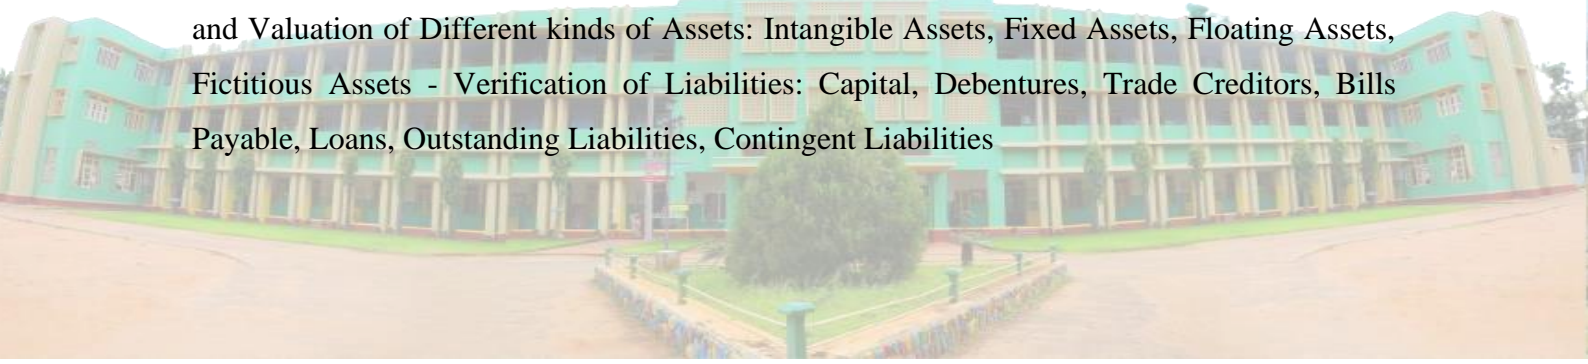 and Valuation of Different kinds of Assets: Intangible Assets, Fixed Assets, Floating Assets,
Fictitious Assets - Verification of Liabilities: Capital, Debentures, Trade Creditors, Bills
Payable, Loans, Outstanding Liabilities, Contingent Liabilities